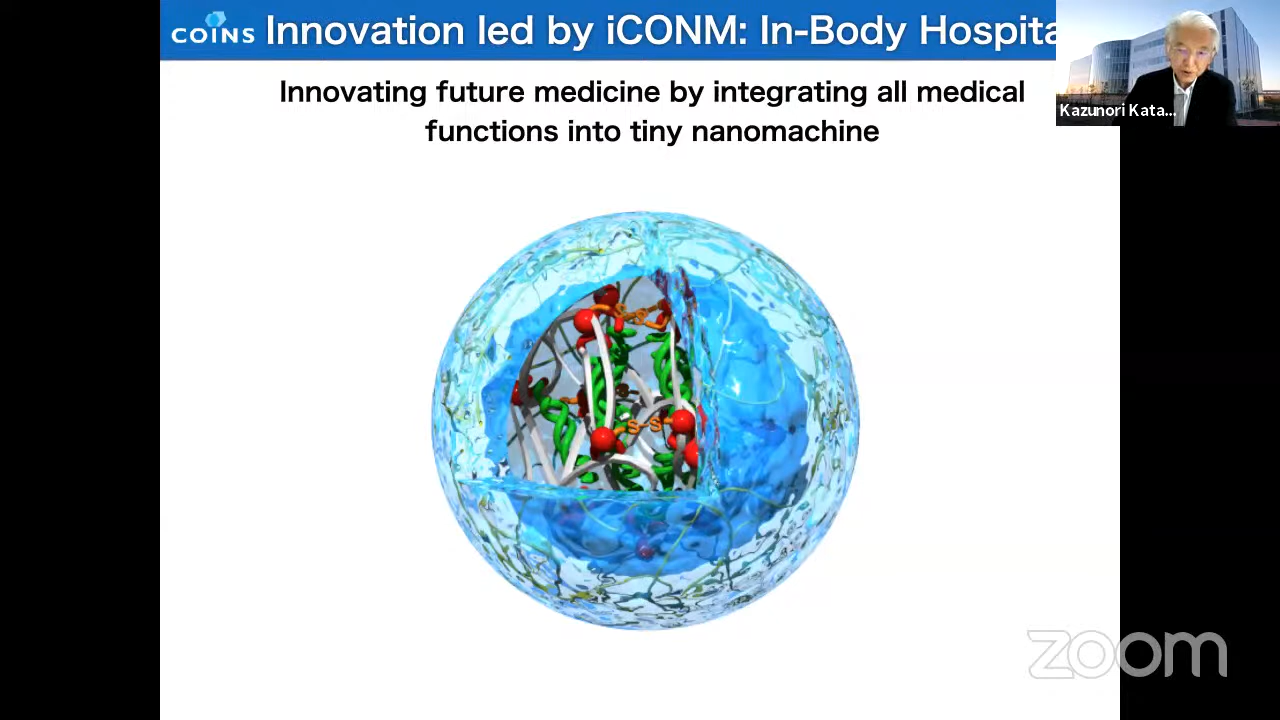 COINS
Innovation led by iCONM: In-Body Hospita
Kazunori Kata...
Innovating future medicine by integrating all medical
functions into tiny nanomachine
S S
zoom